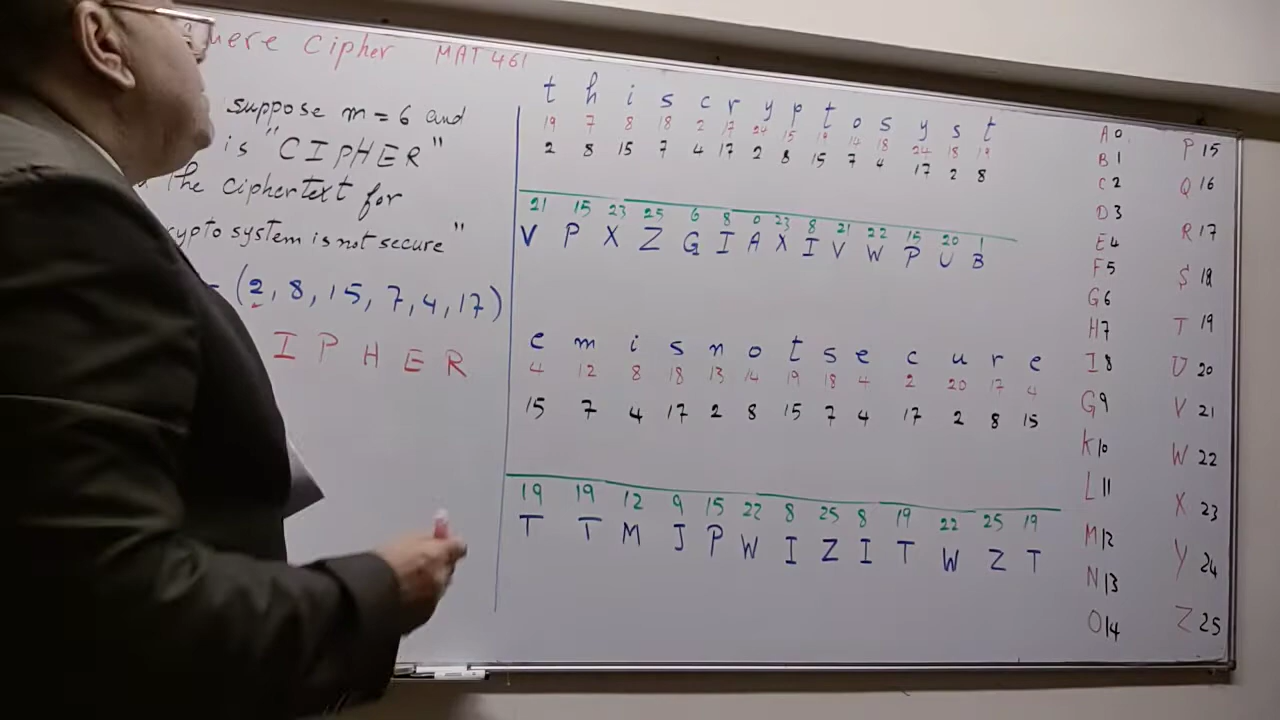 Cipher MAT461
suppose m = 6 and
is "CIPHER"
the ciphertext for
system is not secure"
(2, 8, 15, 7, 4, 17)
I P H E R
t h i s c r y p t o s y s t
19 7 8 18 2 17 24 15 19 14 18 24 18 19
2 8 15 7 4 17 2 8 15 7 4 17 2 8
21 15 23 25 6 8 0 23 8 21 22 15 20 1
V P X Z G I A X I V W P U B
e m i s n o t s e c u r e
4 12 8 18 13 14 19 18 4 2 20 17 4
15 7 4 17 2 8 15 7 4 17 2 8 15
19 19 12 9 15 22 8 25 8 19 22 25 19
T T M J P W I Z I T W Z T
A 0
B 1
C 2
D 3
E 4
F 5
G 6
H 7
I 8
G 9
K 10
L 11
M 12
N 13
O 14
P 15
Q 16
R 17
S 18
T 19
U 20
V 21
W 22
X 23
Y 24
Z 25